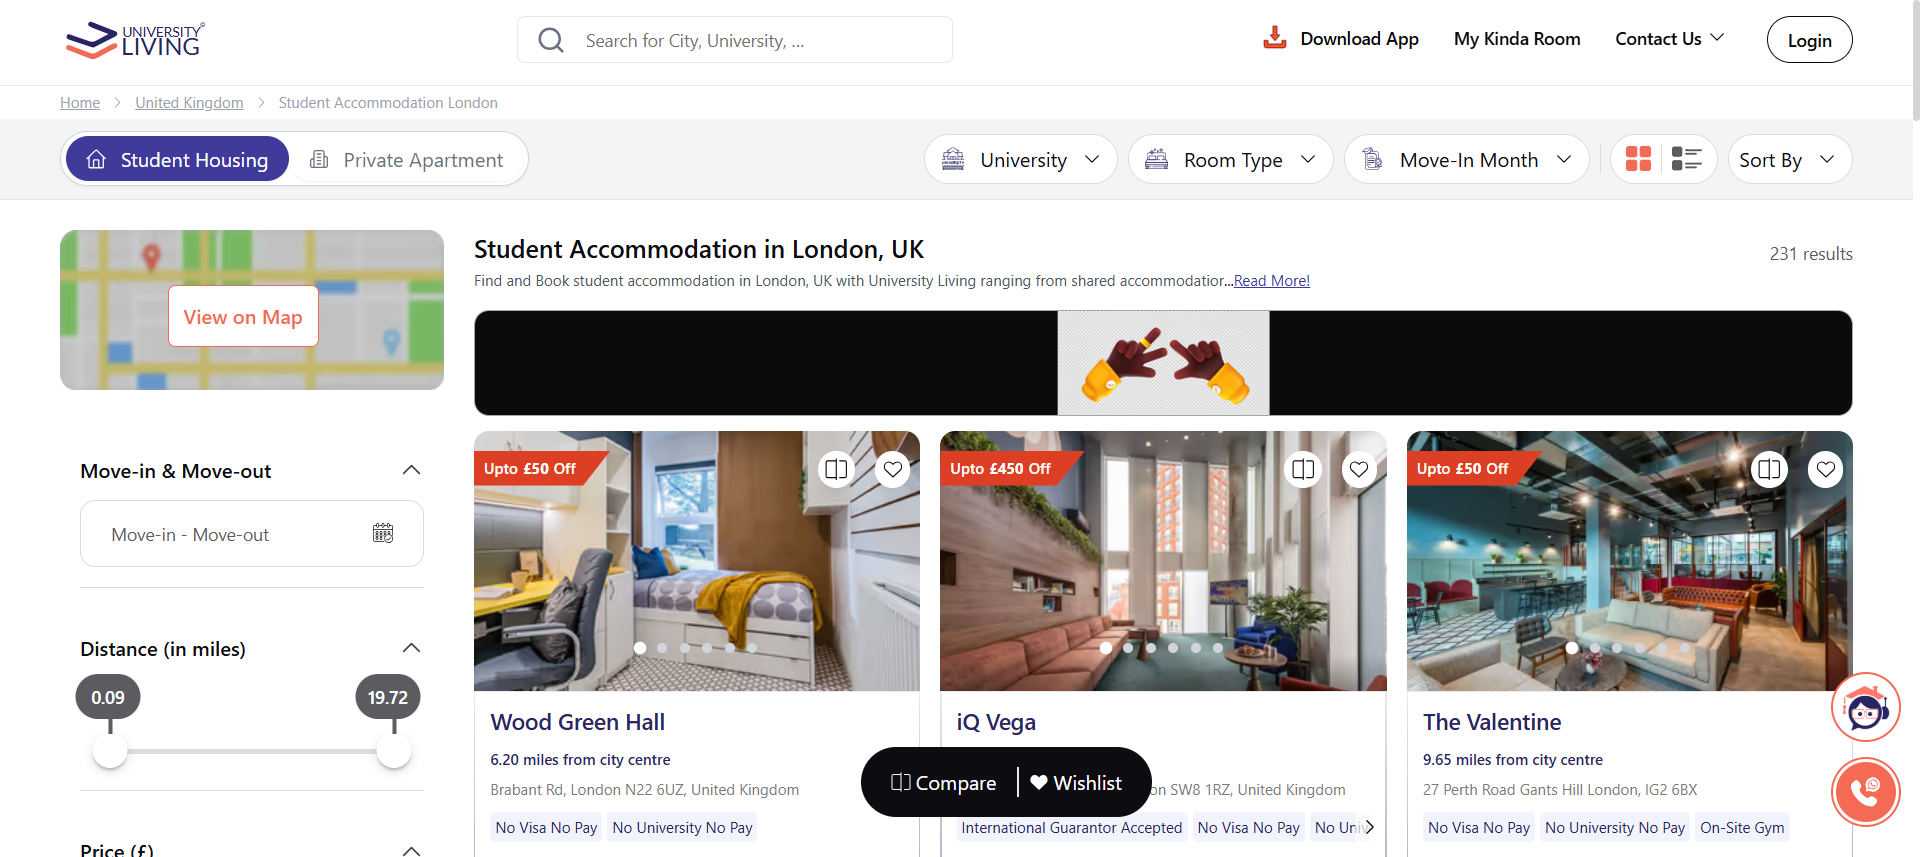 UNIVERSITY
LIVING
Search for City, University, ...
Download App
My Kinda Room
Contact Us
Login
Home
United Kingdom
Student Accommodation London
Student Housing
Private Apartment
University
Room Type
Move-In Month
Sort By
View on Map
Student Accommodation in London, UK
231 results
Find and Book student accommodation in London, UK with University Living ranging from shared accommodatior...Read More!
Move-in & Move-out
Move-in - Move-out
Distance (in miles)
0.09
19.72
Price (£)
Upto £50 Off
Wood Green Hall
6.20 miles from city centre
Brabant Rd, London N22 6UZ, United Kingdom
No Visa No Pay
No University No Pay
Upto £450 Off
iQ Vega
on SW8 1RZ, United Kingdom
International Guarantor Accepted
No Visa No Pay
No Univ
Upto £50 Off
The Valentine
9.65 miles from city centre
27 Perth Road Gants Hill London, IG2 6BX
No Visa No Pay
No University No Pay
On-Site Gym
Compare
Wishlist